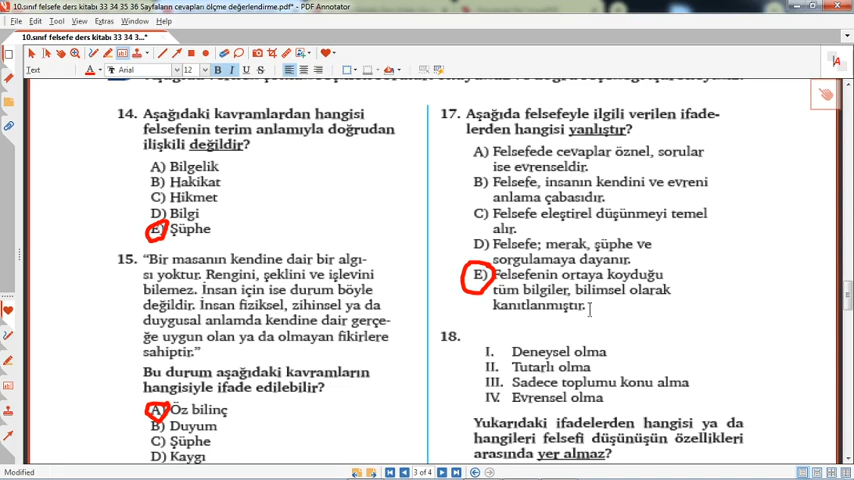 10.sınıf felsefe ders kitabı 33 34 35 36 Sayfaların cevapları ölçme değerlendirme.pdf* - PDF Annotator
File Edit Tool View Extras Window Help
10.sınıf felsefe ders kitabı 33 34 3...*
Text
A
Arial
12
B I U S
14. Aşağıdaki kavramlardan hangisi
felsefenin terim anlamıyla doğrudan
ilişkili değildir?
A) Bilgelik
B) Hakikat
C) Hikmet
D) Bilgi
E) Şüphe
15. “Bir masanın kendine dair bir algı-
sı yoktur. Rengini, şeklini ve işlevini
bilemez. İnsan için ise durum böyle
değildir. İnsan fiziksel, zihinsel ya da
duygusal anlamda kendine dair gerçe-
ğe uygun olan ya da olmayan fikirlere
sahiptir.”
Bu durum aşağıdaki kavramların
hangisiyle ifade edilebilir?
A) Öz bilinç
B) Duyum
C) Şüphe
D) Kaygı
17. Aşağıda felsefeyle ilgili verilen ifade-
lerden hangisi yanlıştır?
A) Felsefede cevaplar öznel, sorular
ise evrenseldir.
B) Felsefe, insanın kendini ve evreni
anlama çabasıdır.
C) Felsefe eleştirel düşünmeyi temel
alır.
D) Felsefe; merak, şüphe ve
sorgulamaya dayanır.
E) Felsefenin ortaya koyduğu
tüm bilgiler, bilimsel olarak
kanıtlanmıştır.
18.
I. Deneysel olma
II. Tutarlı olma
III. Sadece toplumu konu alma
IV. Evrensel olma
Yukarıdaki ifadelerden hangisi ya da
hangileri felsefi düşünüşün özellikleri
arasında yer almaz?
Modified
3 of 4